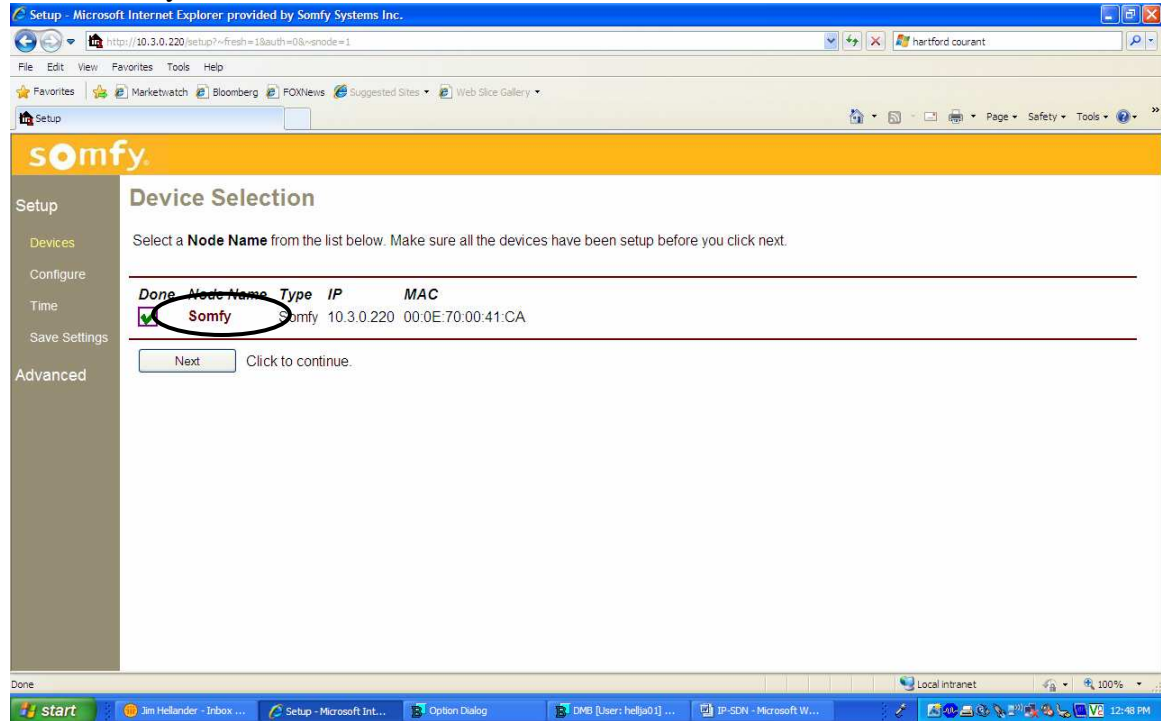 Setup - Microsoft Internet Explorer provided by Somfy Systems Inc.
http://10.3.0.220/setup?~fresh=1&auth=0&~snode=1
hartford courant
File Edit View Favorites Tools Help
Favorites Marketwatch Bloomberg FOXNews Suggested Sites Web Slice Gallery
Setup
Page Safety Tools
somfy.
Setup
Devices
Configure
Time
Save Settings
Advanced
Device Selection
Select a Node Name from the list below. Make sure all the devices have been setup before you click next.
Done Node Name Type IP MAC
Somfy Somfy 10.3.0.220 00:0E:70:00:41:CA
Next Click to continue.
Done Local intranet 100%
start Jim Hellander - Inbox ... Setup - Microsoft Int... Option Dialog DMB [User: hellja01] ... IP-SDN - Microsoft W... 12:48 PM